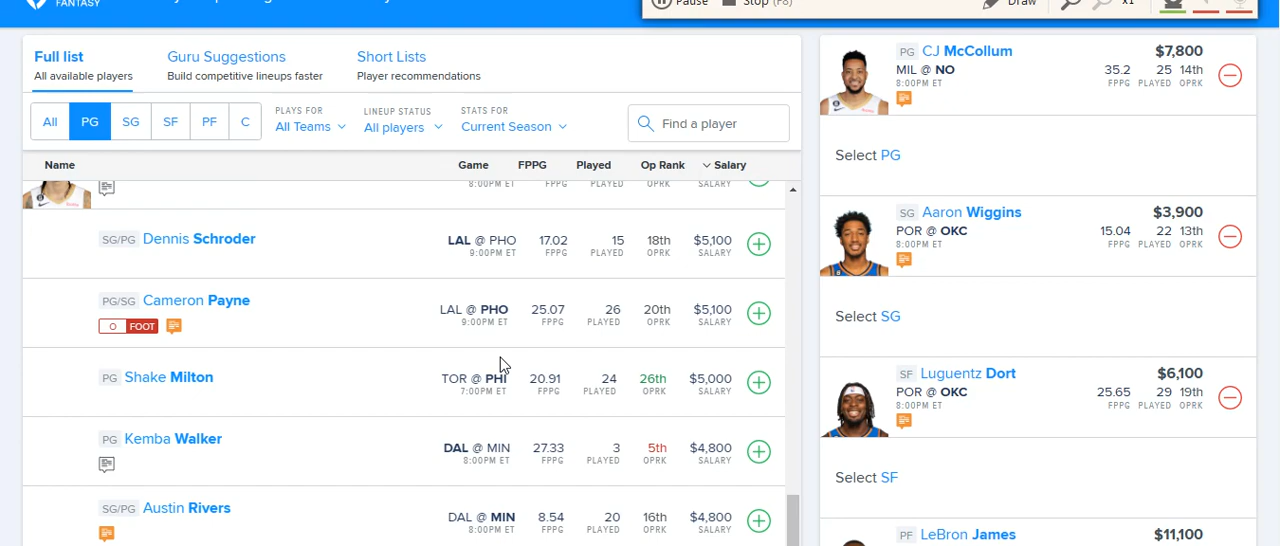 FANTASY
Pause Stop (F8) Draw x1
Full list Guru Suggestions Short Lists
All available players Build competitive lineups faster Player recommendations
PLAYS FOR LINEUP STATUS STATS FOR
All PG SG SF PF C All Teams All players Current Season Find a player
Name Game FPPG Played Op Rank Salary
8:00PM ET FPPG PLAYED OPRK SALARY
SG/PG Dennis Schroder LAL @ PHO 17.02 15 18th $5,100
9:00PM ET FPPG PLAYED OPRK SALARY
PG/SG Cameron Payne LAL @ PHO 25.07 26 20th $5,100
O FOOT 9:00PM ET FPPG PLAYED OPRK SALARY
PG Shake Milton TOR @ PHI 20.91 24 26th $5,000
7:00PM ET FPPG PLAYED OPRK SALARY
PG Kemba Walker DAL @ MIN 27.33 3 5th $4,800
8:00PM ET FPPG PLAYED OPRK SALARY
SG/PG Austin Rivers DAL @ MIN 8.54 20 16th $4,800
8:00PM ET FPPG PLAYED OPRK SALARY
PG CJ McCollum $7,800
MIL @ NO 35.2 25 14th
8:00PM ET FPPG PLAYED OPRK
Select PG
SG Aaron Wiggins $3,900
POR @ OKC 15.04 22 13th
8:00PM ET FPPG PLAYED OPRK
Select SG
SF Luguentz Dort $6,100
POR @ OKC 25.65 29 19th
8:00PM ET FPPG PLAYED OPRK
Select SF
PF LeBron James $11,100